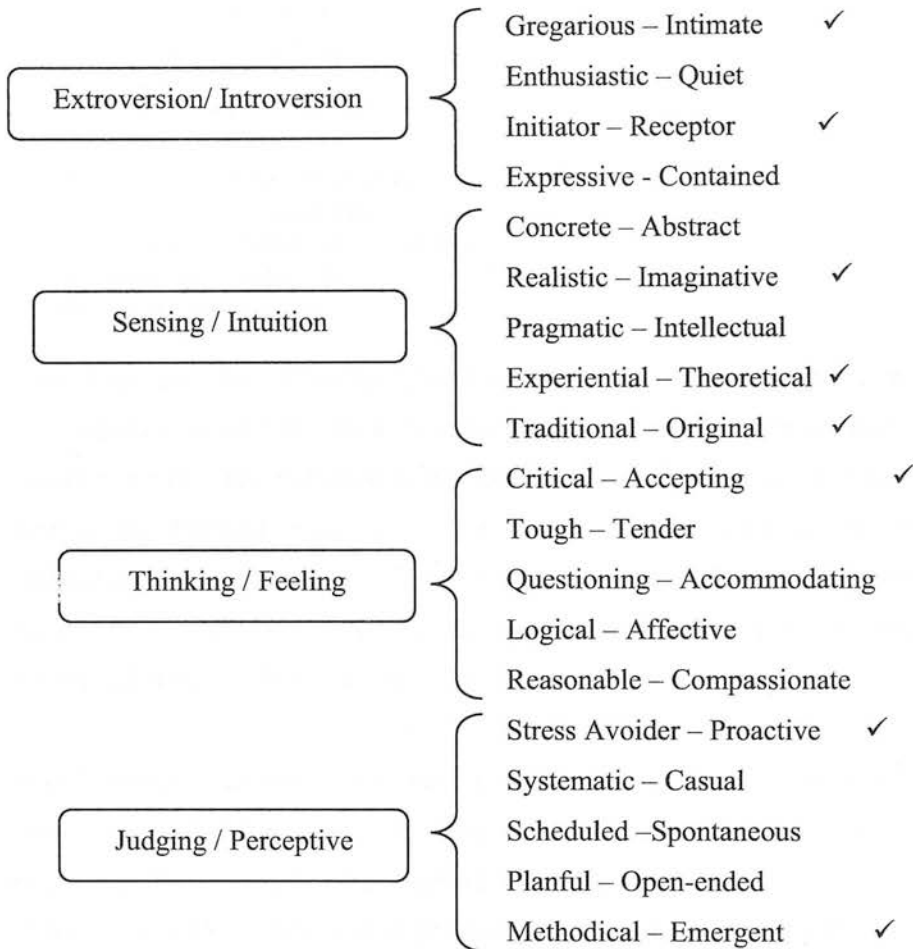 Extroversion/ Introversion
Gregarious – Intimate ✓
Enthusiastic – Quiet
Initiator – Receptor ✓
Expressive - Contained
Sensing / Intuition
Concrete – Abstract
Realistic – Imaginative ✓
Pragmatic – Intellectual
Experiential – Theoretical ✓
Traditional – Original ✓
Thinking / Feeling
Critical – Accepting ✓
Tough – Tender
Questioning – Accommodating
Logical – Affective
Reasonable – Compassionate
Judging / Perceptive
Stress Avoider – Proactive ✓
Systematic – Casual
Scheduled –Spontaneous
Planful – Open-ended
Methodical – Emergent ✓